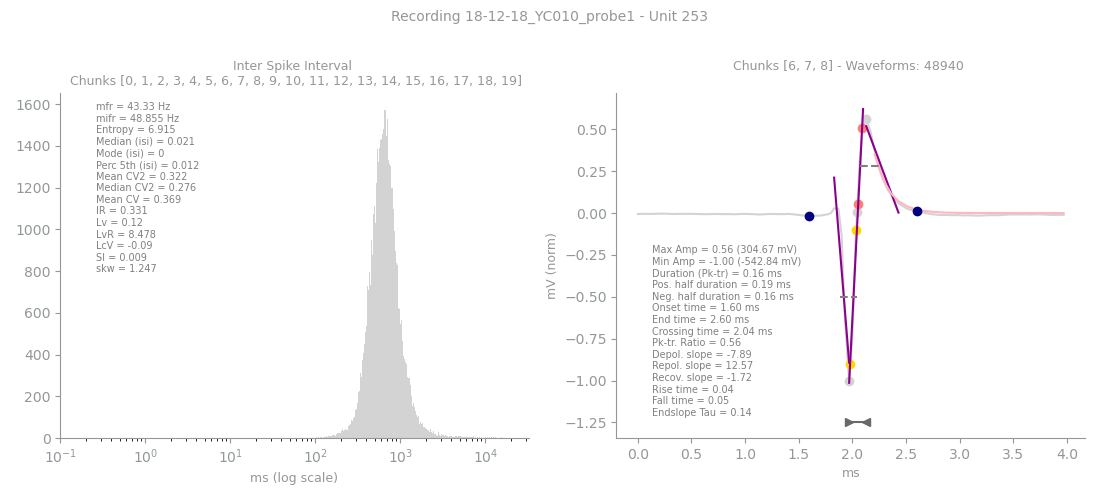 Recording 18-12-18_YC010_probe1 - Unit 253
Inter Spike Interval
Chunks [0, 1, 2, 3, 4, 5, 6, 7, 8, 9, 10, 11, 12, 13, 14, 15, 16, 17, 18, 19]
1600
1400
1200
1000
800
600
400
200
0
mfr = 43.33 Hz
mifr = 48.855 Hz
Entropy = 6.915
Median (isi) = 0.021
Mode (isi) = 0
Perc 5th (isi) = 0.012
Mean CV2 = 0.322
Median CV2 = 0.276
Mean CV = 0.369
IR = 0.331
Lv = 0.12
LvR = 8.478
LcV = -0.09
SI = 0.009
skw = 1.247
10⁻¹ 10⁰ 10¹ 10² 10³ 10⁴
ms (log scale)
Chunks [6, 7, 8] - Waveforms: 48940
mV (norm)
0.50
0.25
0.00
−0.25
−0.50
−0.75
−1.00
−1.25
Max Amp = 0.56 (304.67 mV)
Min Amp = -1.00 (-542.84 mV)
Duration (Pk-tr) = 0.16 ms
Pos. half duration = 0.19 ms
Neg. half duration = 0.16 ms
Onset time = 1.60 ms
End time = 2.60 ms
Crossing time = 2.04 ms
Pk-tr. Ratio = 0.56
Depol. slope = -7.89
Repol. slope = 12.57
Recov. slope = -1.72
Rise time = 0.04
Fall time = 0.05
Endslope Tau = 0.14
0.0 0.5 1.0 1.5 2.0 2.5 3.0 3.5 4.0
ms